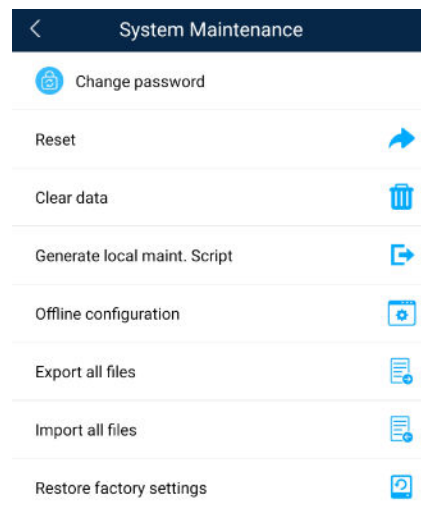 System Maintenance
Change password
Reset
Clear data
Generate local maint. Script
Offline configuration
Export all files
Import all files
Restore factory settings